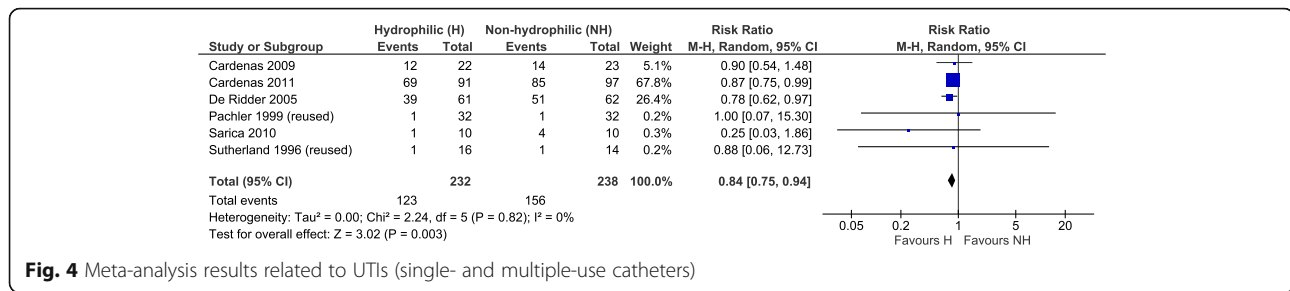 Hydrophilic (H) Non-hydrophilic (NH) Risk Ratio Risk Ratio
Study or Subgroup Events Total Events Total Weight M-H, Random, 95% CI M-H, Random, 95% CI
Cardenas 2009 12 22 14 23 5.1% 0.90 [0.54, 1.48]
Cardenas 2011 69 91 85 97 67.8% 0.87 [0.75, 0.99]
De Ridder 2005 39 61 51 62 26.4% 0.78 [0.62, 0.97]
Pachler 1999 (reused) 1 32 1 32 0.2% 1.00 [0.07, 15.30]
Sarica 2010 1 10 4 10 0.3% 0.25 [0.03, 1.86]
Sutherland 1996 (reused) 1 16 1 14 0.2% 0.88 [0.06, 12.73]
Total (95% CI) 232 238 100.0% 0.84 [0.75, 0.94]
Total events 123 156
Heterogeneity: Tau² = 0.00; Chi² = 2.24, df = 5 (P = 0.82); I² = 0%
Test for overall effect: Z = 3.02 (P = 0.003)
0.05 0.2 1 5 20
Favours H Favours NH
Fig. 4 Meta-analysis results related to UTIs (single- and multiple-use catheters)